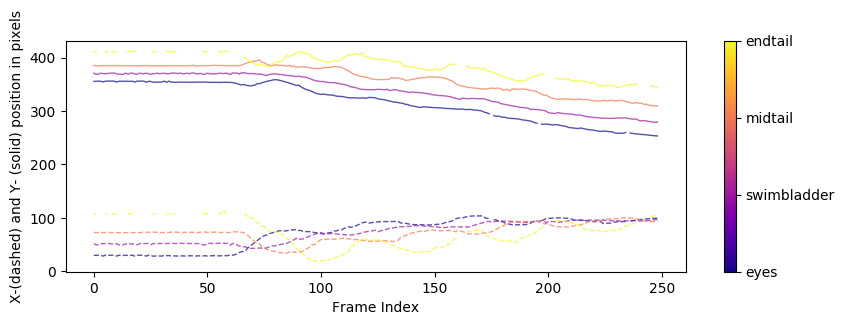 X-(dashed) and Y- (solid) position in pixels
400
300
200
100
0
0 50 100 150 200 250
Frame Index
endtail
midtail
swimbladder
eyes